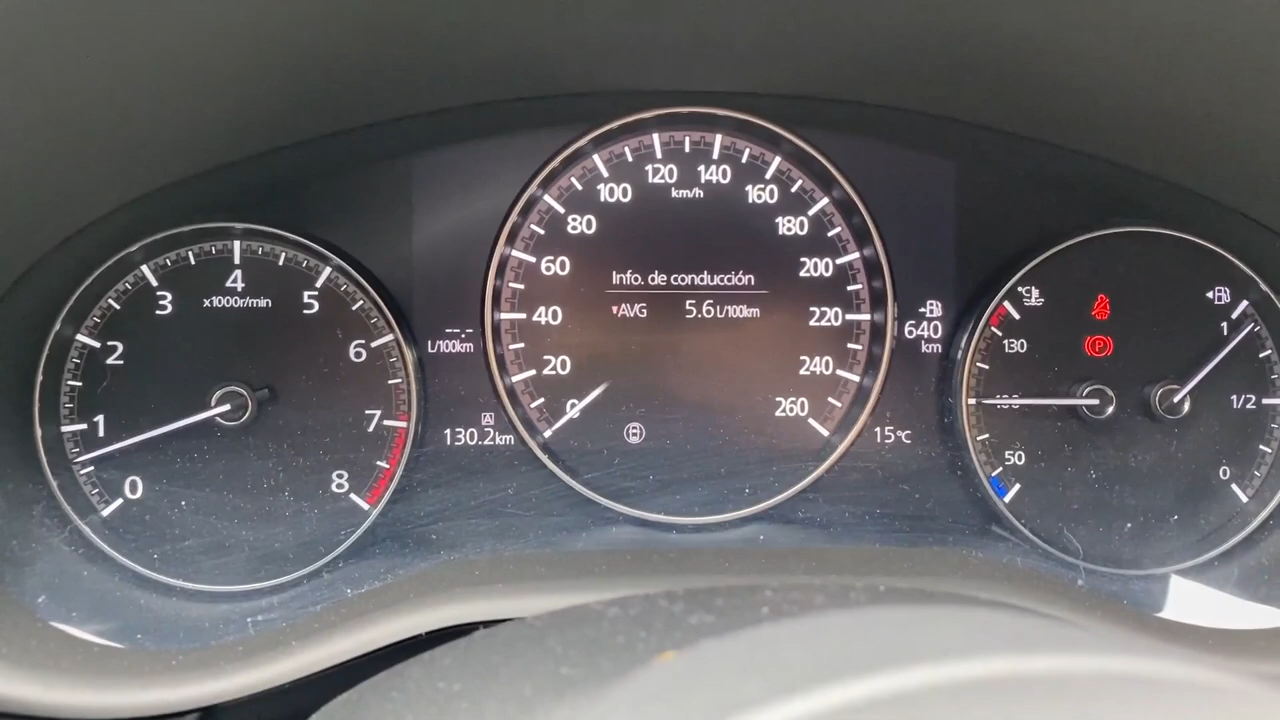 0
1
2
3
4
5
6
7
8
x1000r/min
--.-
L/100km
A
130.2km
0
20
40
60
80
100
120
140
160
180
200
220
240
260
km/h
Info. de conducción
▼AVG 5.6L/100km
640
km
15°C
°C
130
100
50
P
1
1/2
0